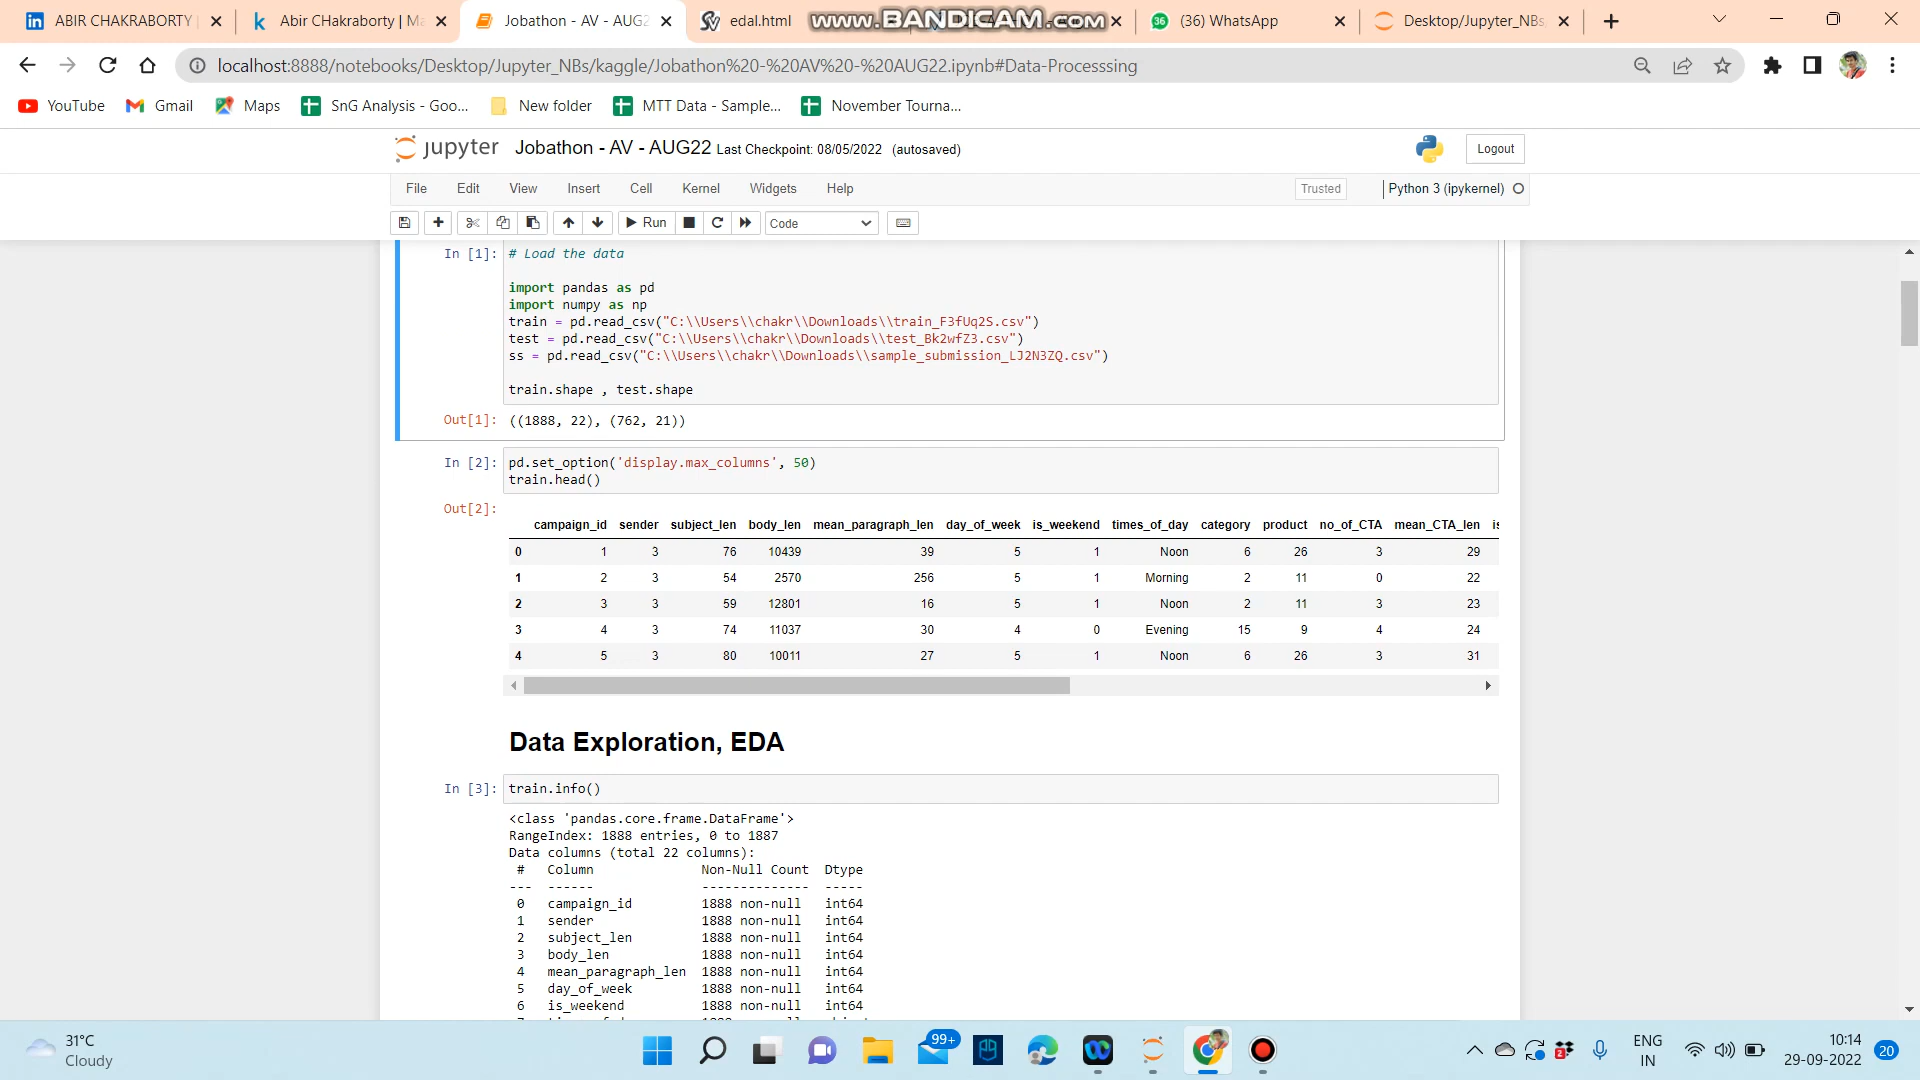 ABIR CHAKRABORTY
Abir CHakraborty | Ma
Jobathon - AV - AUG2
edal.html
www.BANDICAM.com
(36) WhatsApp
Desktop/Jupyter_NBs
localhost:8888/notebooks/Desktop/Jupyter_NBs/kaggle/Jobathon%20-%20AV%20-%20AUG22.ipynb#Data-Processsing
YouTube
Gmail
Maps
SnG Analysis - Goo...
New folder
MTT Data - Sample...
November Tourna...
jupyter Jobathon - AV - AUG22 Last Checkpoint: 08/05/2022 (autosaved)
Logout
File Edit View Insert Cell Kernel Widgets Help
Trusted
Python 3 (ipykernel)
Run
Code
In [1]: # Load the data
import pandas as pd
import numpy as np
train = pd.read_csv("C:\\Users\\chakr\\Downloads\\train_F3fUq2S.csv")
test = pd.read_csv("C:\\Users\\chakr\\Downloads\\test_Bk2wfZ3.csv")
ss = pd.read_csv("C:\\Users\\chakr\\Downloads\\sample_submission_LJ2N3ZQ.csv")
train.shape , test.shape
Out[1]: ((1888, 22), (762, 21))
In [2]: pd.set_option('display.max_columns', 50)
train.head()
Out[2]:
campaign_id sender subject_len body_len mean_paragraph_len day_of_week is_weekend times_of_day category product no_of_CTA mean_CTA_len is
0 1 3 76 10439 39 5 1 Noon 6 26 3 29
1 2 3 54 2570 256 5 1 Morning 2 11 0 22
2 3 3 59 12801 16 5 1 Noon 2 11 3 23
3 4 3 74 11037 30 4 0 Evening 15 9 4 24
4 5 3 80 10011 27 5 1 Noon 6 26 3 31
Data Exploration, EDA
In [3]: train.info()
<class 'pandas.core.frame.DataFrame'>
RangeIndex: 1888 entries, 0 to 1887
Data columns (total 22 columns):
# Column Non-Null Count Dtype
--- ------ -------------- -----
0 campaign_id 1888 non-null int64
1 sender 1888 non-null int64
2 subject_len 1888 non-null int64
3 body_len 1888 non-null int64
4 mean_paragraph_len 1888 non-null int64
5 day_of_week 1888 non-null int64
6 is_weekend 1888 non-null int64
31°C
Cloudy
99+
ENG
IN
10:14
29-09-2022
20